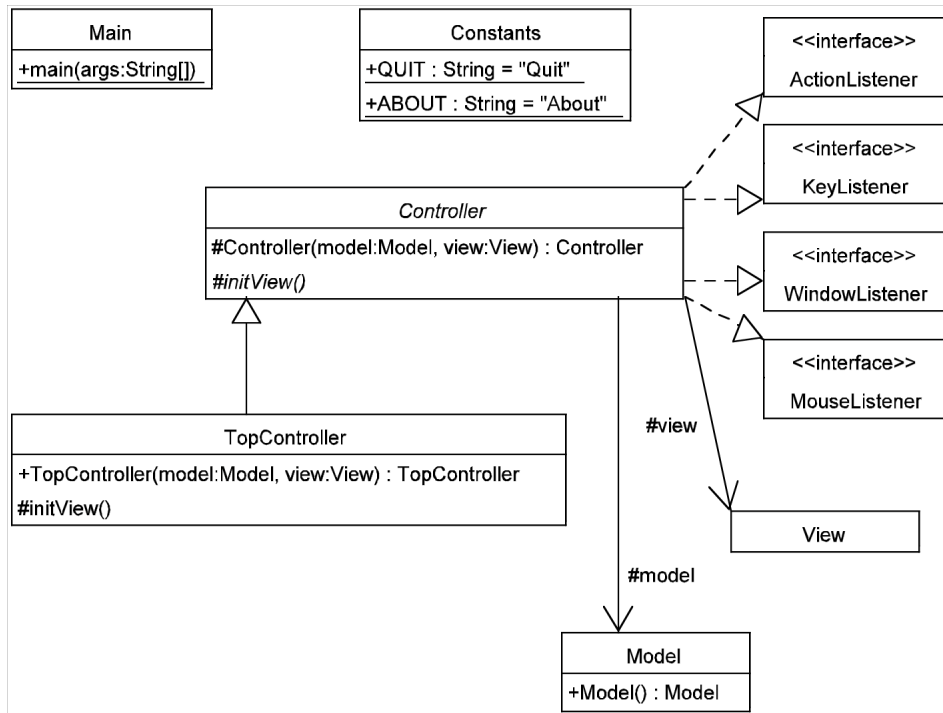 Main
+main(args:String[])
Constants
+QUIT : String = "Quit"
+ABOUT : String = "About"
<<interface>>
ActionListener
<<interface>>
KeyListener
<<interface>>
WindowListener
<<interface>>
MouseListener
Controller
#Controller(model:Model, view:View) : Controller
#initView()
TopController
+TopController(model:Model, view:View) : TopController
#initView()
#view
View
#model
Model
+Model() : Model